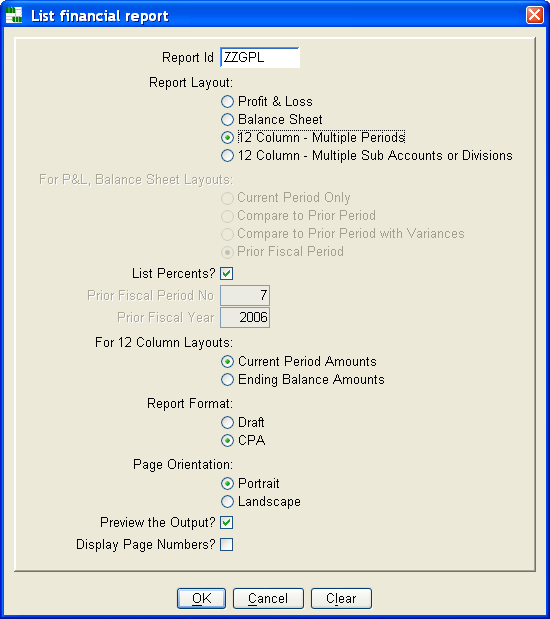 List financial report
Report Id ZZGPL
Report Layout:
Profit & Loss
Balance Sheet
12 Column - Multiple Periods
12 Column - Multiple Sub Accounts or Divisions
For P&L, Balance Sheet Layouts:
Current Period Only
Compare to Prior Period
Compare to Prior Period with Variances
Prior Fiscal Period
List Percents?
Prior Fiscal Period No 7
Prior Fiscal Year 2006
For 12 Column Layouts:
Current Period Amounts
Ending Balance Amounts
Report Format:
Draft
CPA
Page Orientation:
Portrait
Landscape
Preview the Output?
Display Page Numbers?
OK Cancel Clear